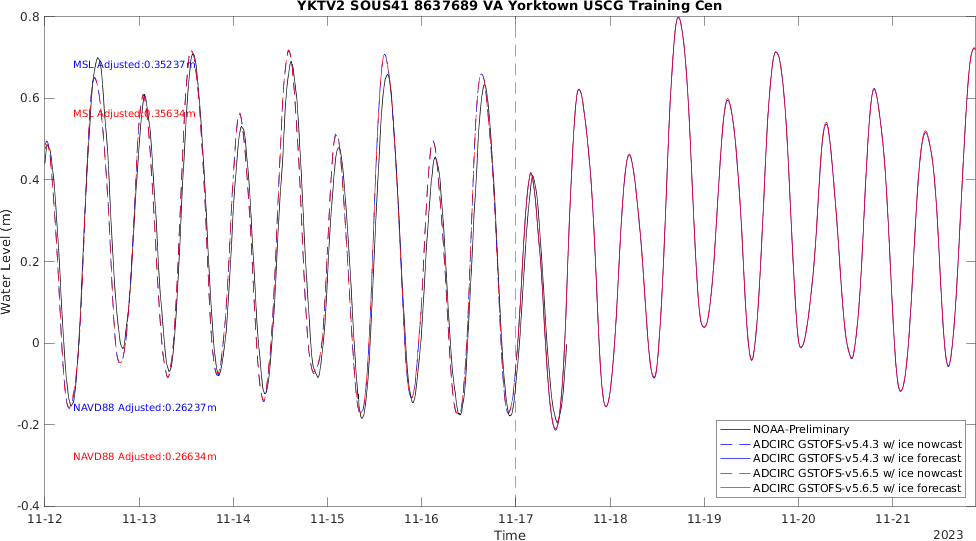 YKTV2 SOUS41 8637689 VA Yorktown USCG Training Cen
0.8
MSL Adjusted:0.35237m
0.6
MSL Adjusted:0.35634m
0.4
0.2
Water Level (m)
0
NAVD88 Adjusted:0.26237m
-0.2
NAVD88 Adjusted:0.26634m
-0.4
NOAA-Preliminary
ADCIRC GSTOFS-v5.4.3 w/ ice nowcast
ADCIRC GSTOFS-v5.4.3 w/ ice forecast
ADCIRC GSTOFS-v5.6.5 w/ ice nowcast
ADCIRC GSTOFS-v5.6.5 w/ ice forecast
11-12 11-13 11-14 11-15 11-16 11-17 11-18 11-19 11-20 11-21
Time
2023